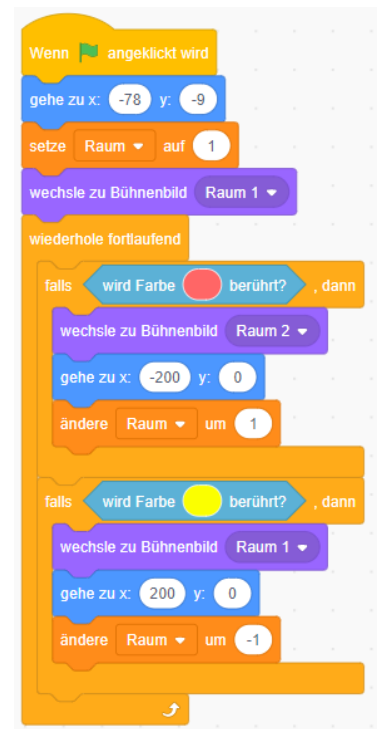 Wenn angeklickt wird
gehe zu x: -78 y: -9
setze Raum auf 1
wechsle zu Bühnenbild Raum 1
wiederhole fortlaufend
falls wird Farbe berührt? , dann
wechsle zu Bühnenbild Raum 2
gehe zu x: -200 y: 0
ändere Raum um 1
falls wird Farbe berührt? , dann
wechsle zu Bühnenbild Raum 1
gehe zu x: 200 y: 0
ändere Raum um -1